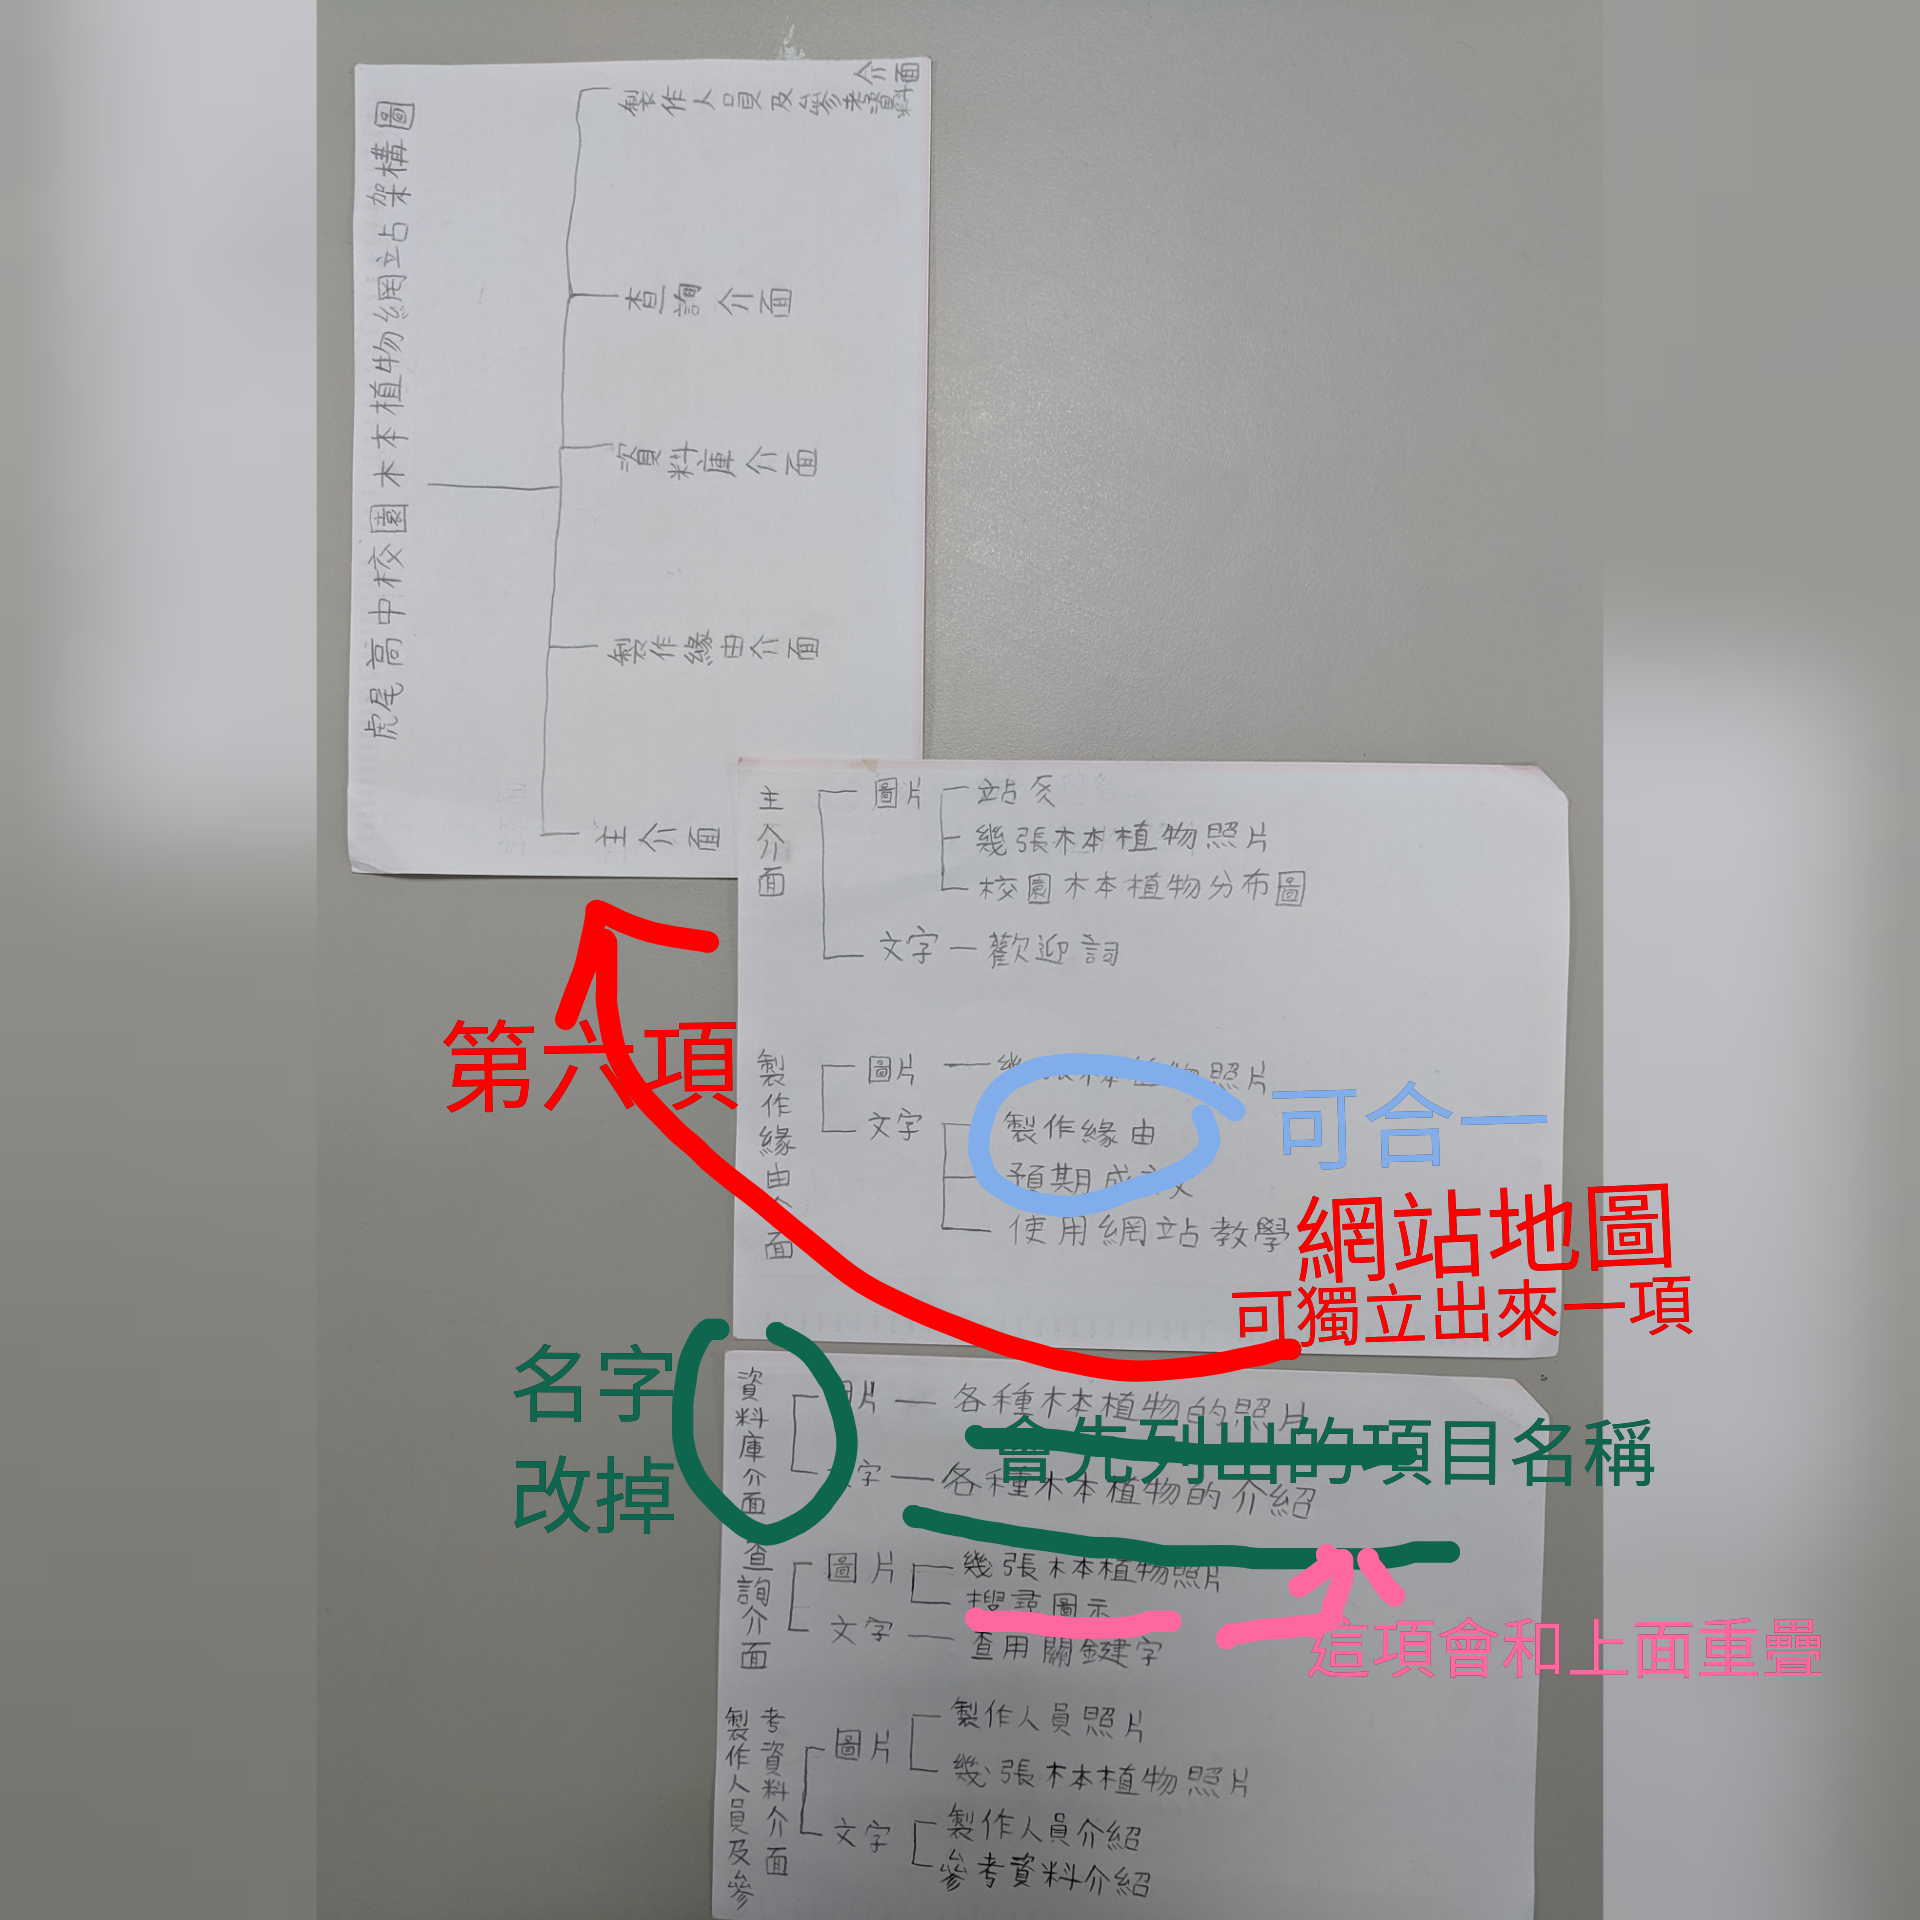 虎尾高中校園木本植物網站架構圖
製作人員及參考資料
介面
查詢介面
資料庫介面
製作緣由介面
主介面
主介面
圖片
站名
幾張木本植物照片
校園木本植物分布圖
文字
歡迎詞
第六項
製作緣由介面
圖片
幾張木本植物照片
文字
製作緣由
預期成效
使用網站教學
可合一
網站地圖
可獨立出來一項
名字
改掉
資料庫介面
圖片
各種木本植物的照片
會先列出的項目名稱
文字
各種木本植物的介紹
查詢介面
圖片
幾張木本植物照片
搜尋圖示
文字
查用關鍵字
這項會和上面重疊
製作人員及參
考資料介面
圖片
製作人員照片
幾張木本植物照片
文字
製作人員介紹
參考資料介紹